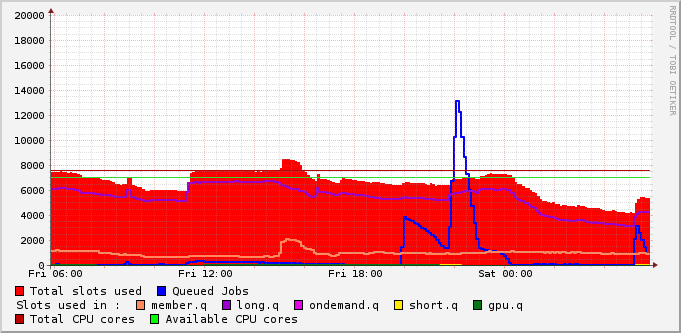 20000
18000
16000
14000
12000
10000
8000
6000
4000
2000
0
Fri 06:00 Fri 12:00 Fri 18:00 Sat 00:00
RRDTOOL / TOBI OETIKER
Total slots used Queued Jobs
Slots used in : member.q long.q ondemand.q short.q gpu.q
Total CPU cores Available CPU cores